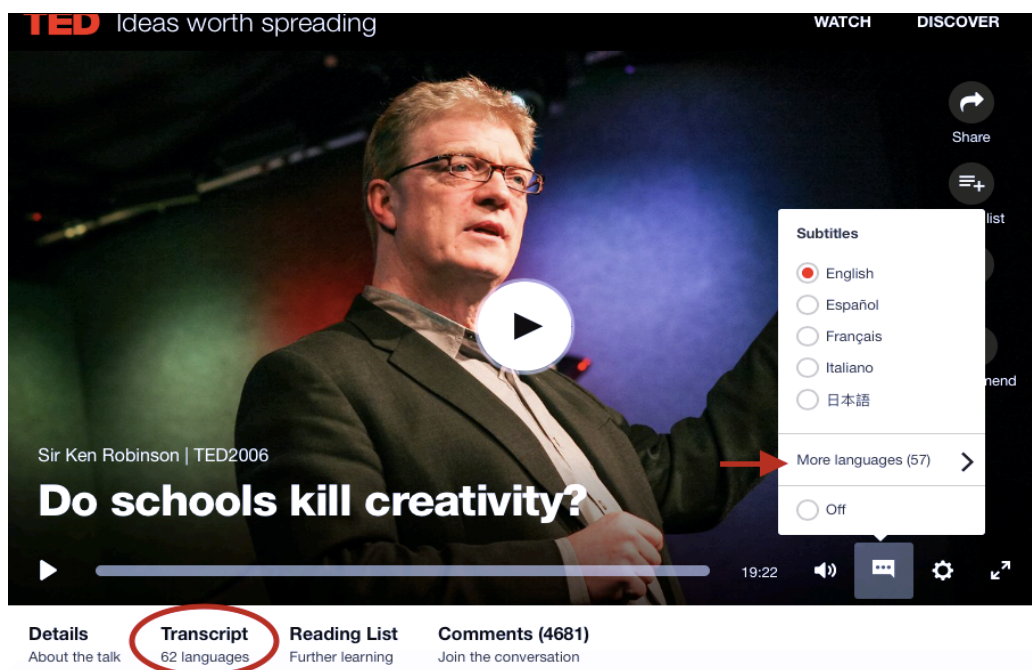 TED Ideas worth spreading
WATCH DISCOVER
Share
list
Subtitles
English
Español
Français
Italiano
日本語
mend
More languages (57)
Off
Sir Ken Robinson | TED2006
Do schools kill creativity?
19:22
Details Transcript Reading List Comments (4681)
About the talk 62 languages Further learning Join the conversation